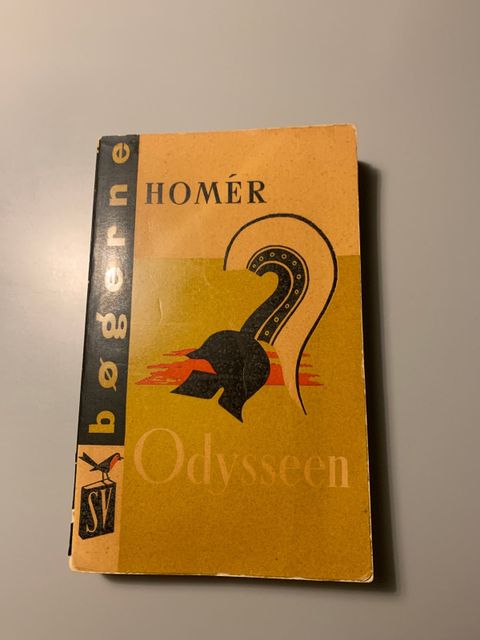 HOMÉR
Odysseen
bøgerne
SV